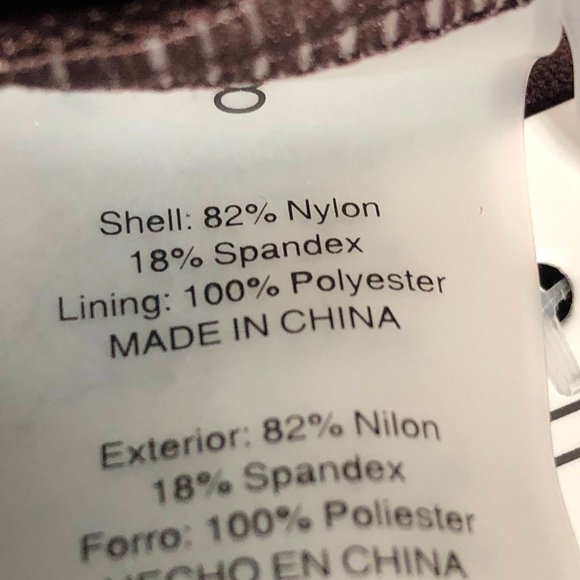 8
Shell: 82% Nylon
18% Spandex
Lining: 100% Polyester
MADE IN CHINA
Exterior: 82% Nilon
18% Spandex
Forro: 100% Poliester
HECHO EN CHINA